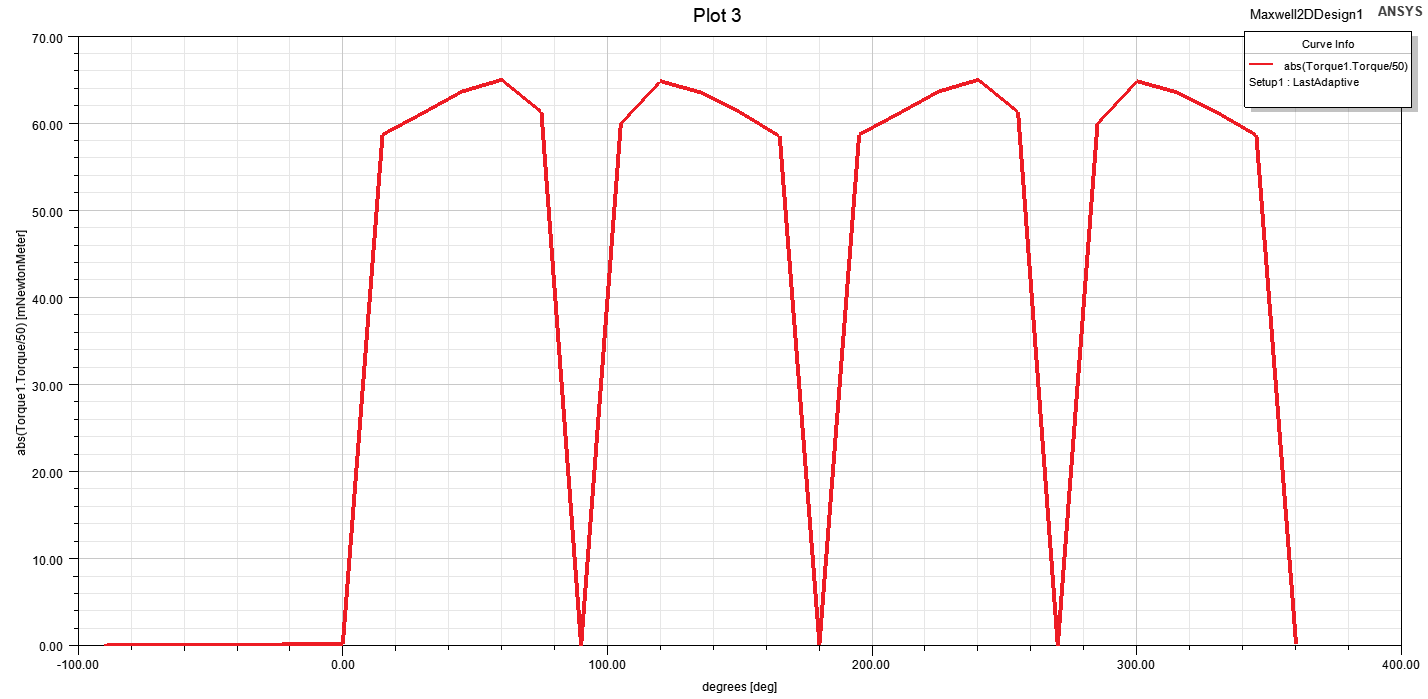 Plot 3
Maxwell2DDesign1
ANSYS
Curve Info
abs(Torque1.Torque/50)
Setup1 : LastAdaptive
70.00
60.00
50.00
40.00
30.00
20.00
10.00
0.00
abs(Torque1.Torque/50) [mNewtonMeter]
-100.00 0.00 100.00 200.00 300.00 400.00
degrees [deg]